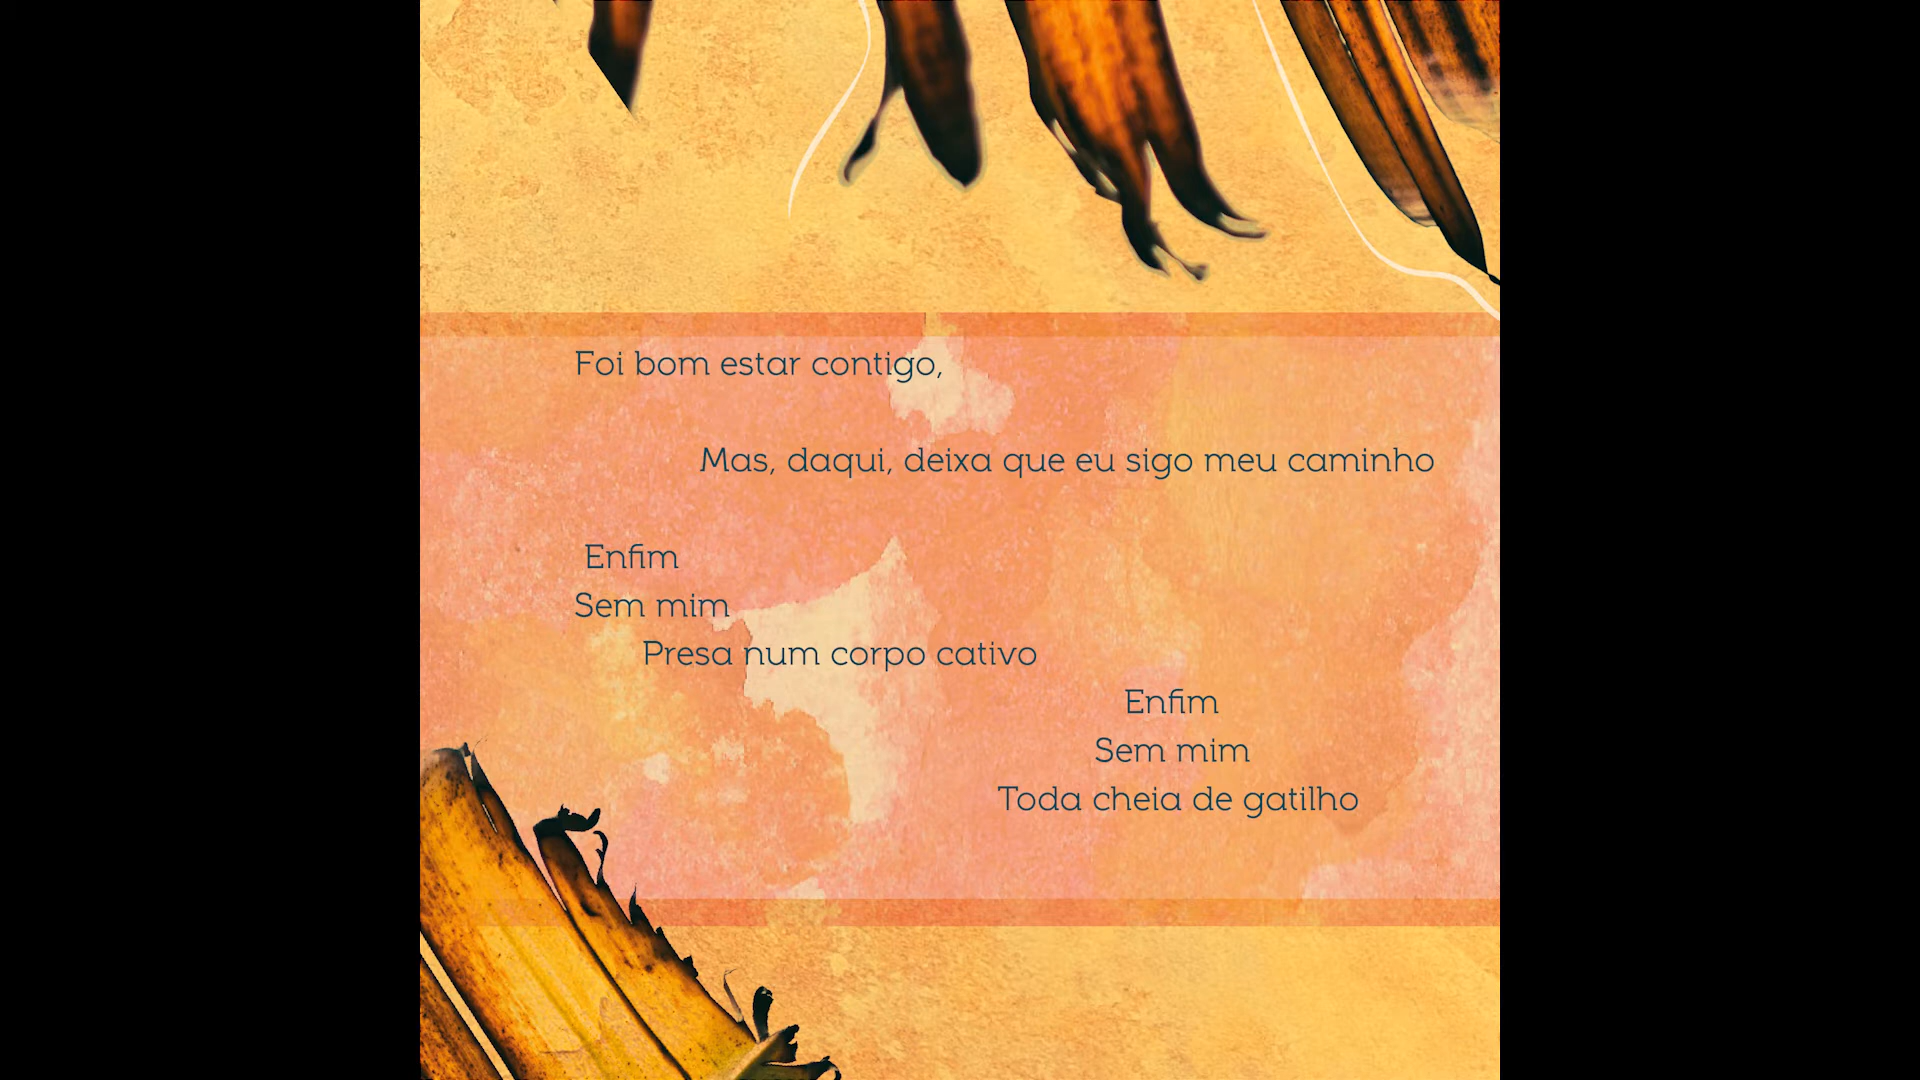 Foi bom estar contigo,
Mas, daqui, deixa que eu sigo meu caminho
Enfim
Sem mim
Presa num corpo cativo
Enfim
Sem mim
Toda cheia de gatilho